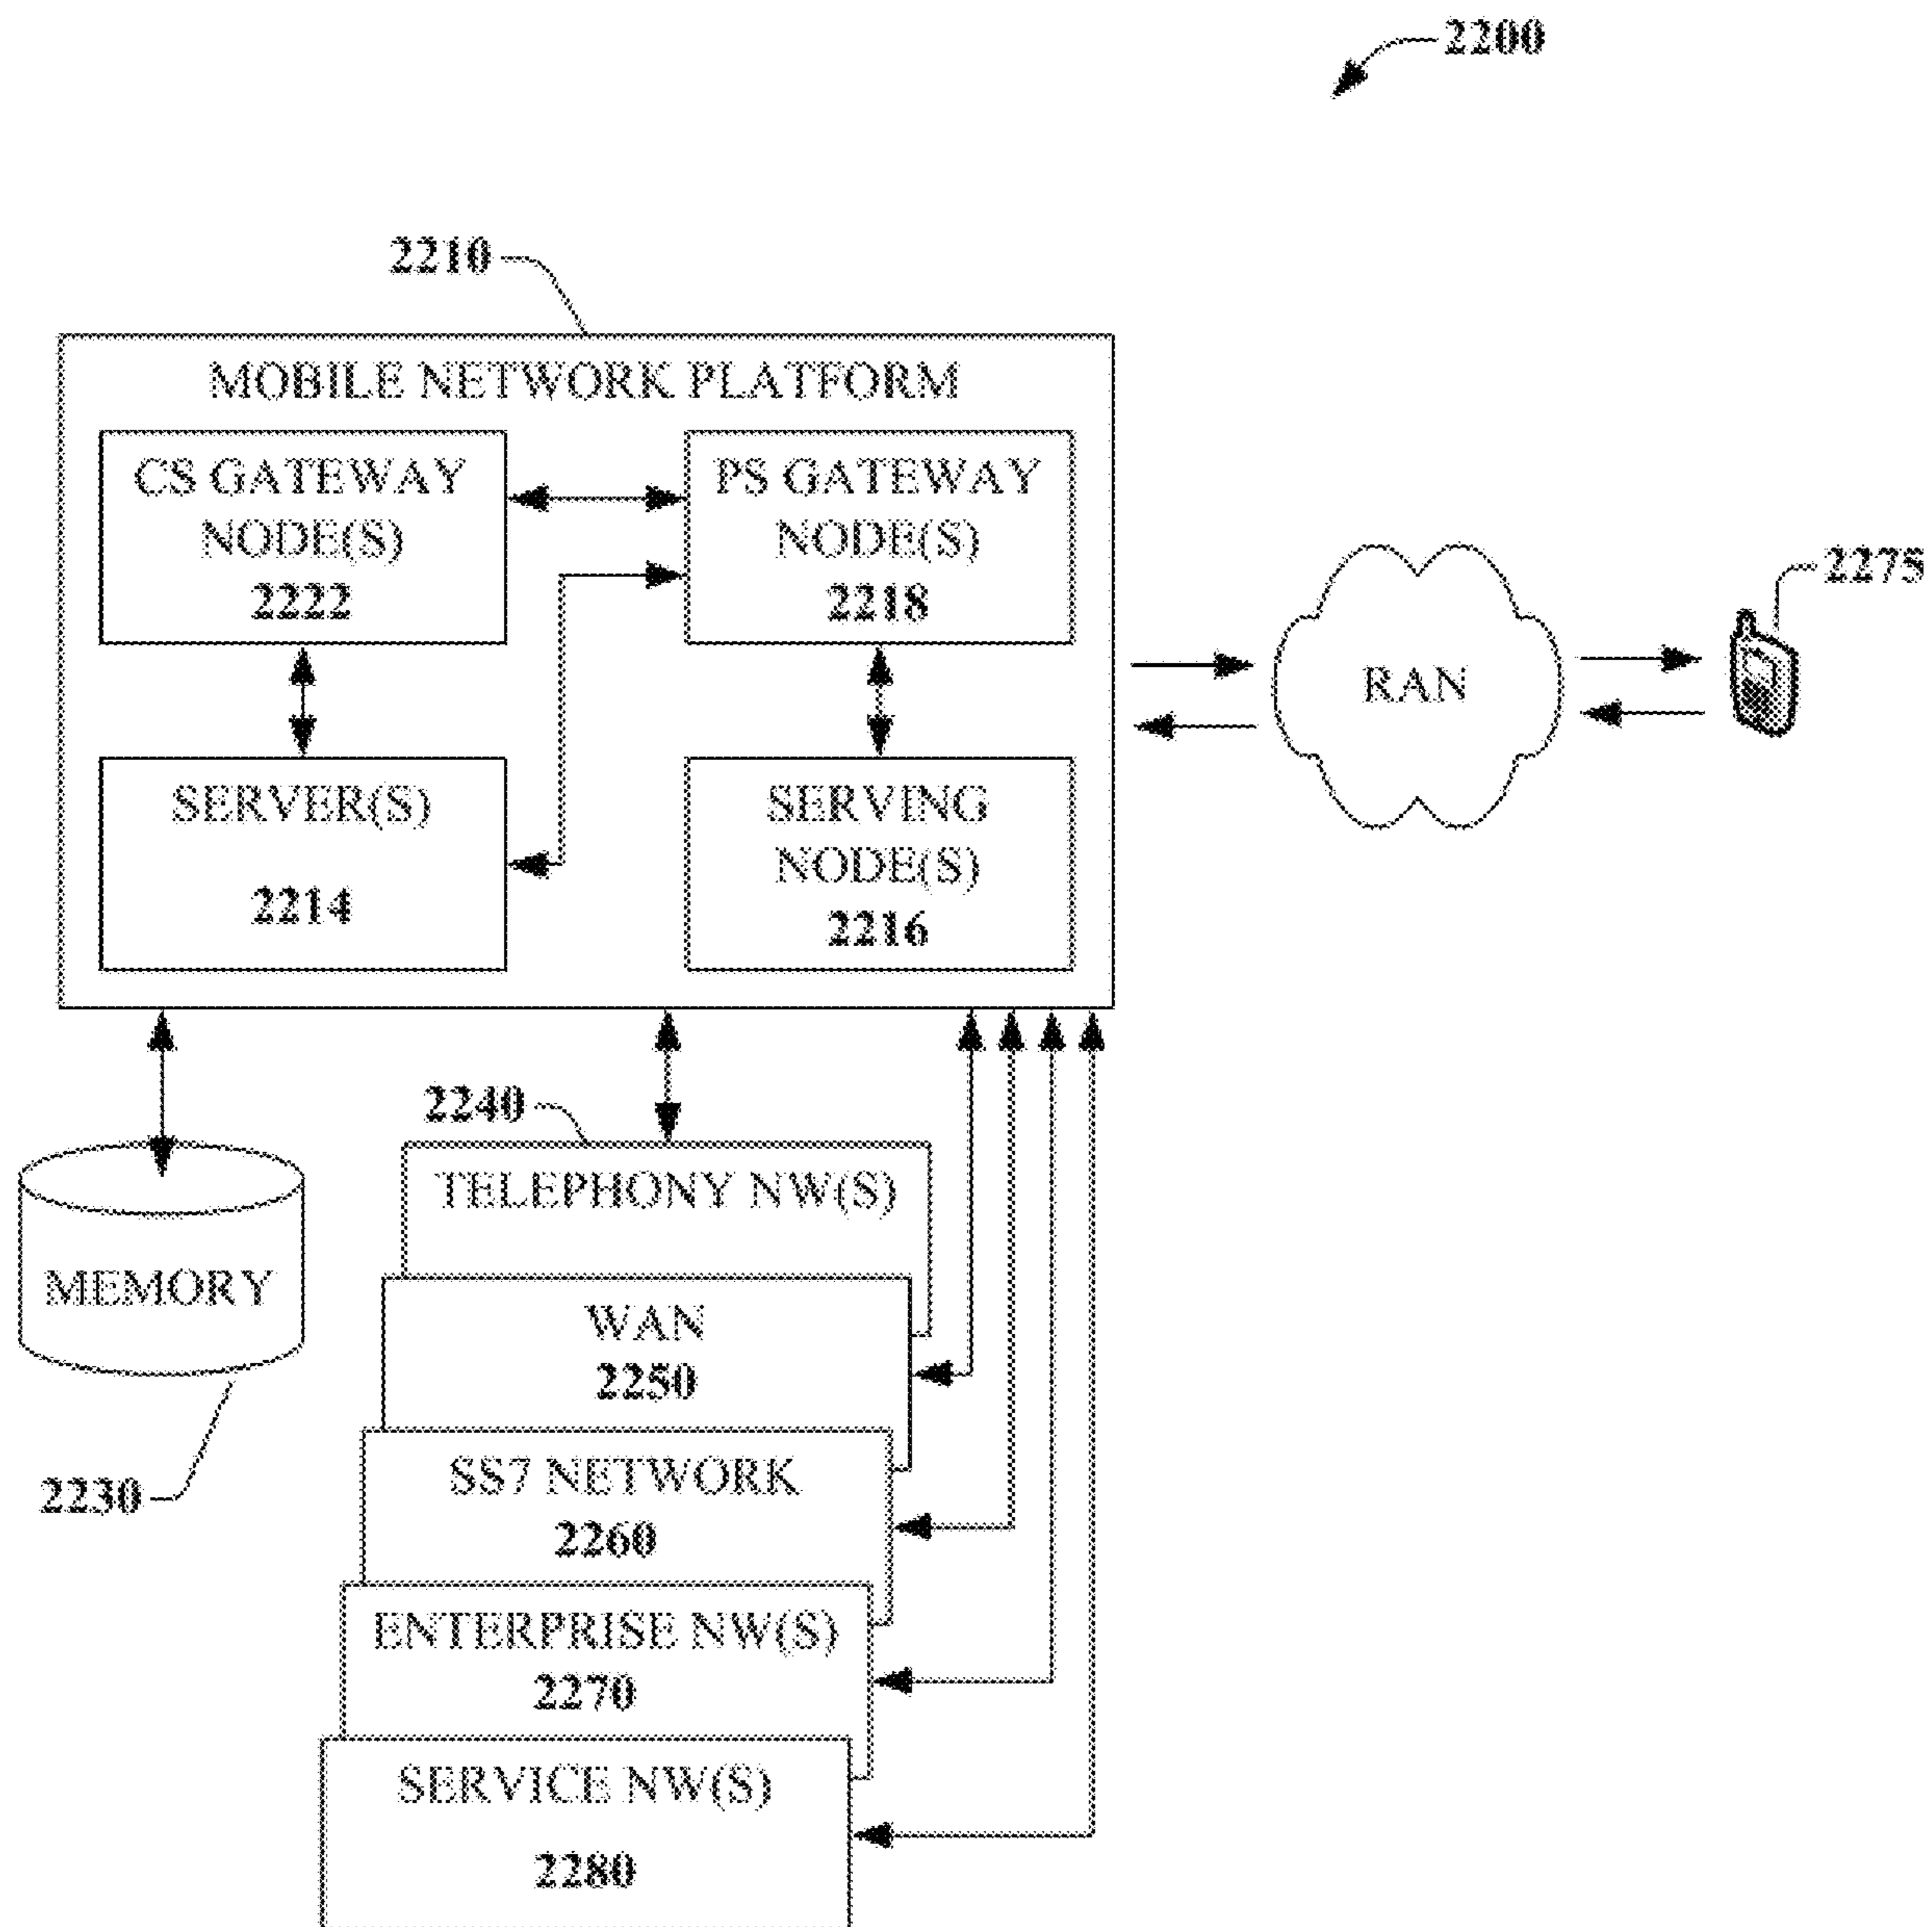 2200
2210
MOBILE NETWORK PLATFORM
CS GATEWAY
NODE(S)
2222
PS GATEWAY
NODE(S)
2218
SERVER(S)
2214
SERVING
NODE(S)
2216
RAN
2275
2240
TELEPHONY NW(S)
MEMORY
2230
WAN
2250
SS7 NETWORK
2260
ENTERPRISE NW(S)
2270
SERVICE NW(S)
2280